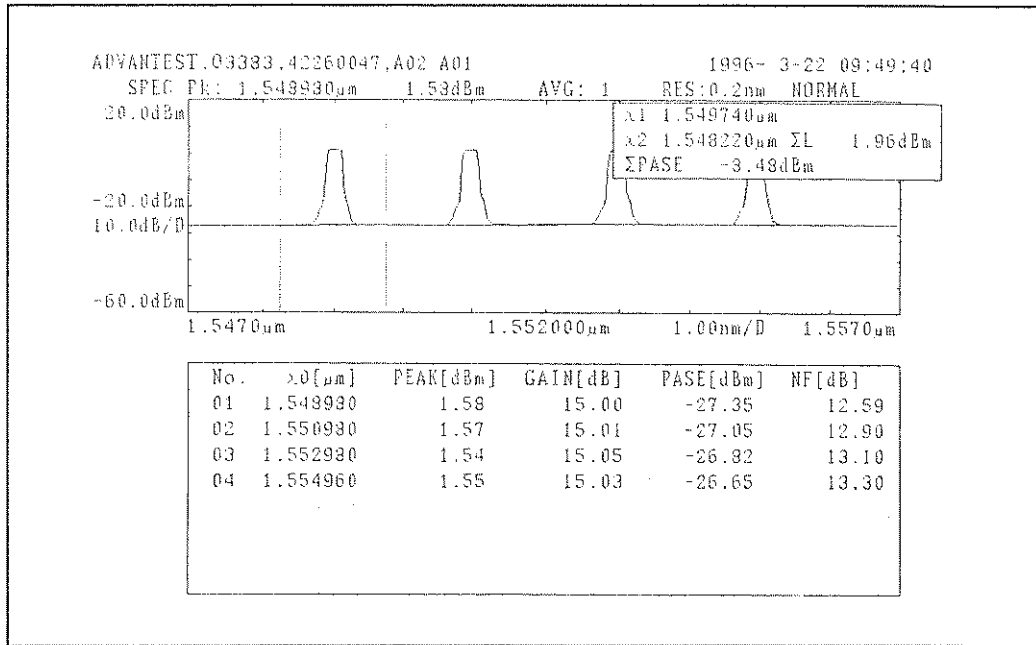 ADVANTEST,Q8383,42260047,A02 A01 1996- 3-22 09:49:40
SPEC Pk: 1.548980µm 1.58dBm AVG: 1 RES:0.2nm NORMAL
20.0dBm
λ1 1.549740µm
λ2 1.548220µm ΣL 1.96dBm
ΣPASE -3.48dBm
-20.0dBm
10.0dB/D
-60.0dBm
1.5470µm 1.552000µm 1.00nm/D 1.5570µm
No. λ0[µm] PEAK[dBm] GAIN[dB] PASE[dBm] NF[dB]
01 1.548980 1.58 15.00 -27.35 12.59
02 1.550980 1.57 15.01 -27.05 12.90
03 1.552980 1.54 15.05 -26.82 13.10
04 1.554960 1.55 15.03 -26.65 13.30